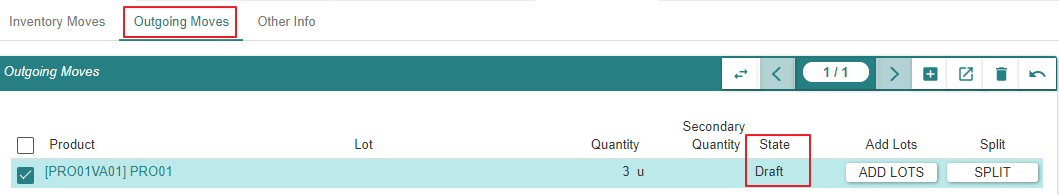 Inventory Moves Outgoing Moves Other Info
Outgoing Moves 1 / 1
Product Lot Quantity Secondary Quantity State Add Lots Split
[PRO01VA01] PRO01 3 u Draft ADD LOTS SPLIT